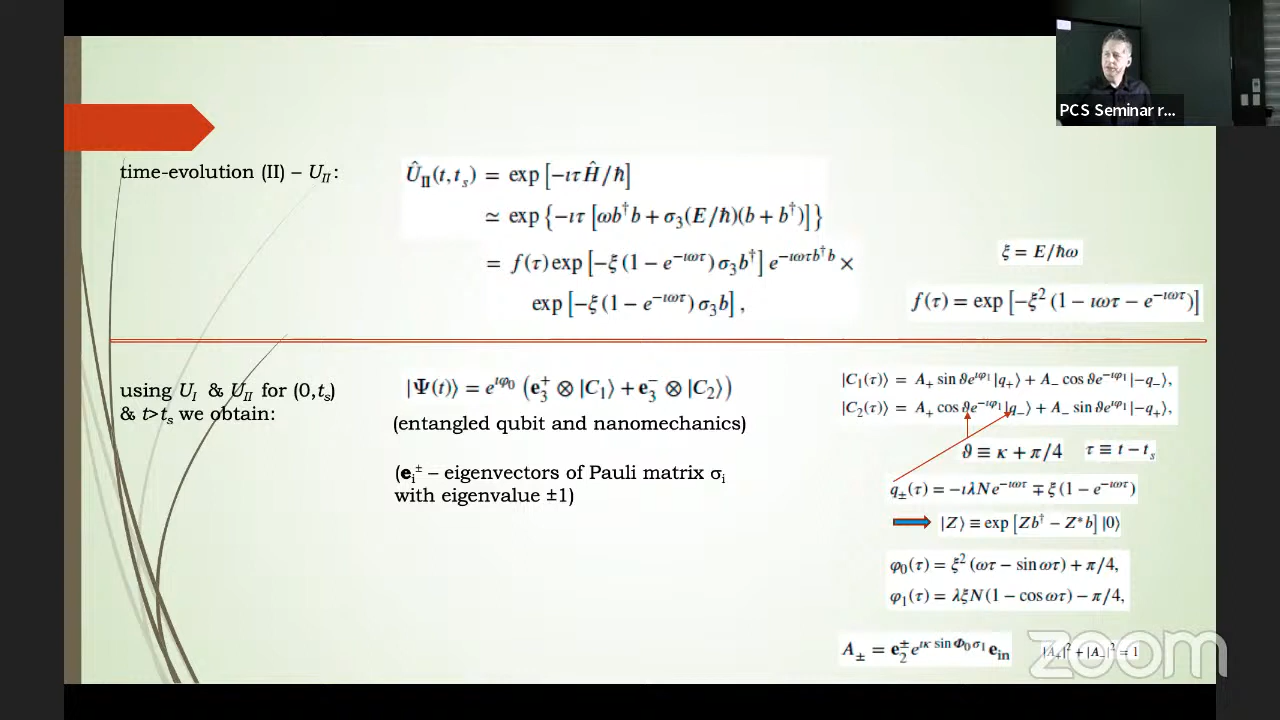 PCS Seminar r...
time-evolution (II) – U_II:
Û_II(t, t_s) = exp [−ıτĤ/ħ]
≃ exp {−ıτ [ωb†b + σ₃(E/ħ)(b + b†)]}
= f(τ) exp [−ξ (1 − e^{−ıωτ}) σ₃b†] e^{−ıωτb†b} ×
exp [−ξ (1 − e^{−ıωτ}) σ₃b],
ξ = E/ħω
f(τ) = exp [−ξ² (1 − ıωτ − e^{−ıωτ})]
using U_I & U_II for (0,t_s)
& t>t_s we obtain:
|Ψ(t)⟩ = e^{ıφ₀} (e₃⁺ ⊗ |C₁⟩ + e₃⁻ ⊗ |C₂⟩)
(entangled qubit and nanomechanics)
(e_i^± – eigenvectors of Pauli matrix σ_i
with eigenvalue ±1)
|C₁(τ)⟩ = A₊ sin ϑe^{ıφ₁}|q₊⟩ + A₋ cos ϑe^{−ıφ₁}|−q₋⟩,
|C₂(τ)⟩ = A₊ cos ϑe^{−ıφ₁}|q₋⟩ + A₋ sin ϑe^{ıφ₁}|−q₊⟩,
ϑ ≡ κ + π/4 τ ≡ t − t_s
q_±(τ) = −ıλNe^{−ıωτ} ∓ ξ (1 − e^{−ıωτ})
|Z⟩ ≡ exp [Zb† − Z*b] |0⟩
φ₀(τ) = ξ² (ωτ − sin ωτ) + π/4,
φ₁(τ) = λξN(1 − cos ωτ) − π/4,
A_± = e₂^± e^{ıκ sin Φ₀σ₁} e_in
|A₊|² + |A₋|² = 1
zoom